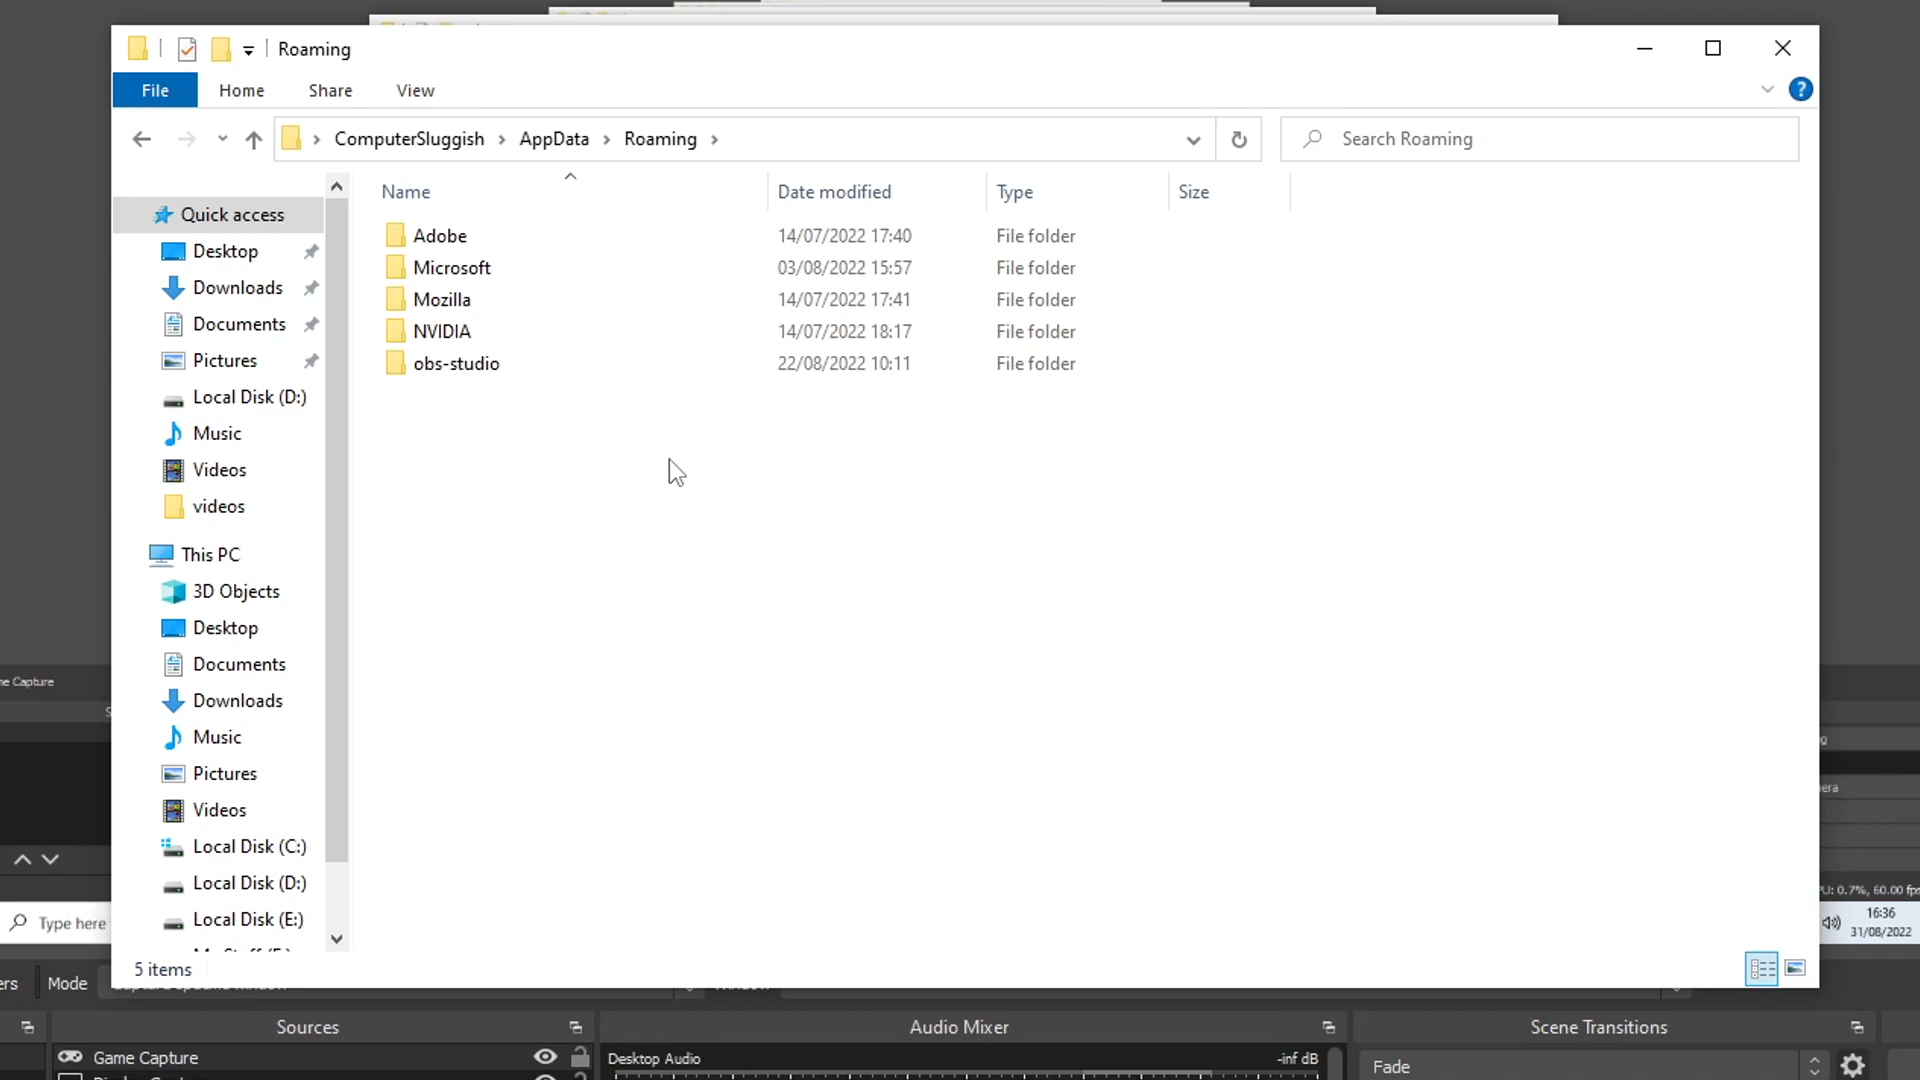 Roaming
File
Home
Share
View
ComputerSluggish
AppData
Roaming
Search Roaming
Name
Date modified
Type
Size
Adobe
14/07/2022 17:40
File folder
Microsoft
03/08/2022 15:57
File folder
Mozilla
14/07/2022 17:41
File folder
NVIDIA
14/07/2022 18:17
File folder
obs-studio
22/08/2022 10:11
File folder
Quick access
Desktop
Downloads
Documents
Pictures
Local Disk (D:)
Music
Videos
videos
This PC
3D Objects
Desktop
Documents
Downloads
Music
Pictures
Videos
Local Disk (C:)
Local Disk (D:)
Local Disk (E:)
5 items
Capture
Type here
0.7%, 60.00 fps
16:36
31/08/2022
Mode
Sources
Audio Mixer
Scene Transitions
Game Capture
Desktop Audio
-inf dB
Fade